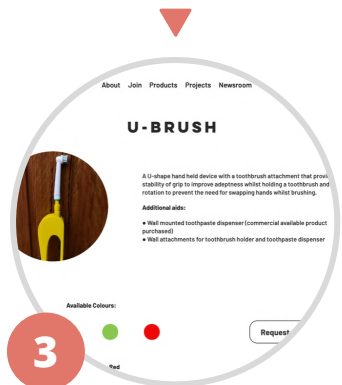 About Join Products Projects Newsroom
U-BRUSH
A U-shape hand held device with a toothbrush attachment that
stability of grip to improve adeptness whilst holding a toothbrush and
rotation to prevent the need for swapping hands whilst brushing.
Additional aids:
● Wall mounted toothpaste dispenser (commercial available product
purchased)
● Wall attachments for toothbrush holder and toothpaste dispenser
Available Colours:
Request
Red
3